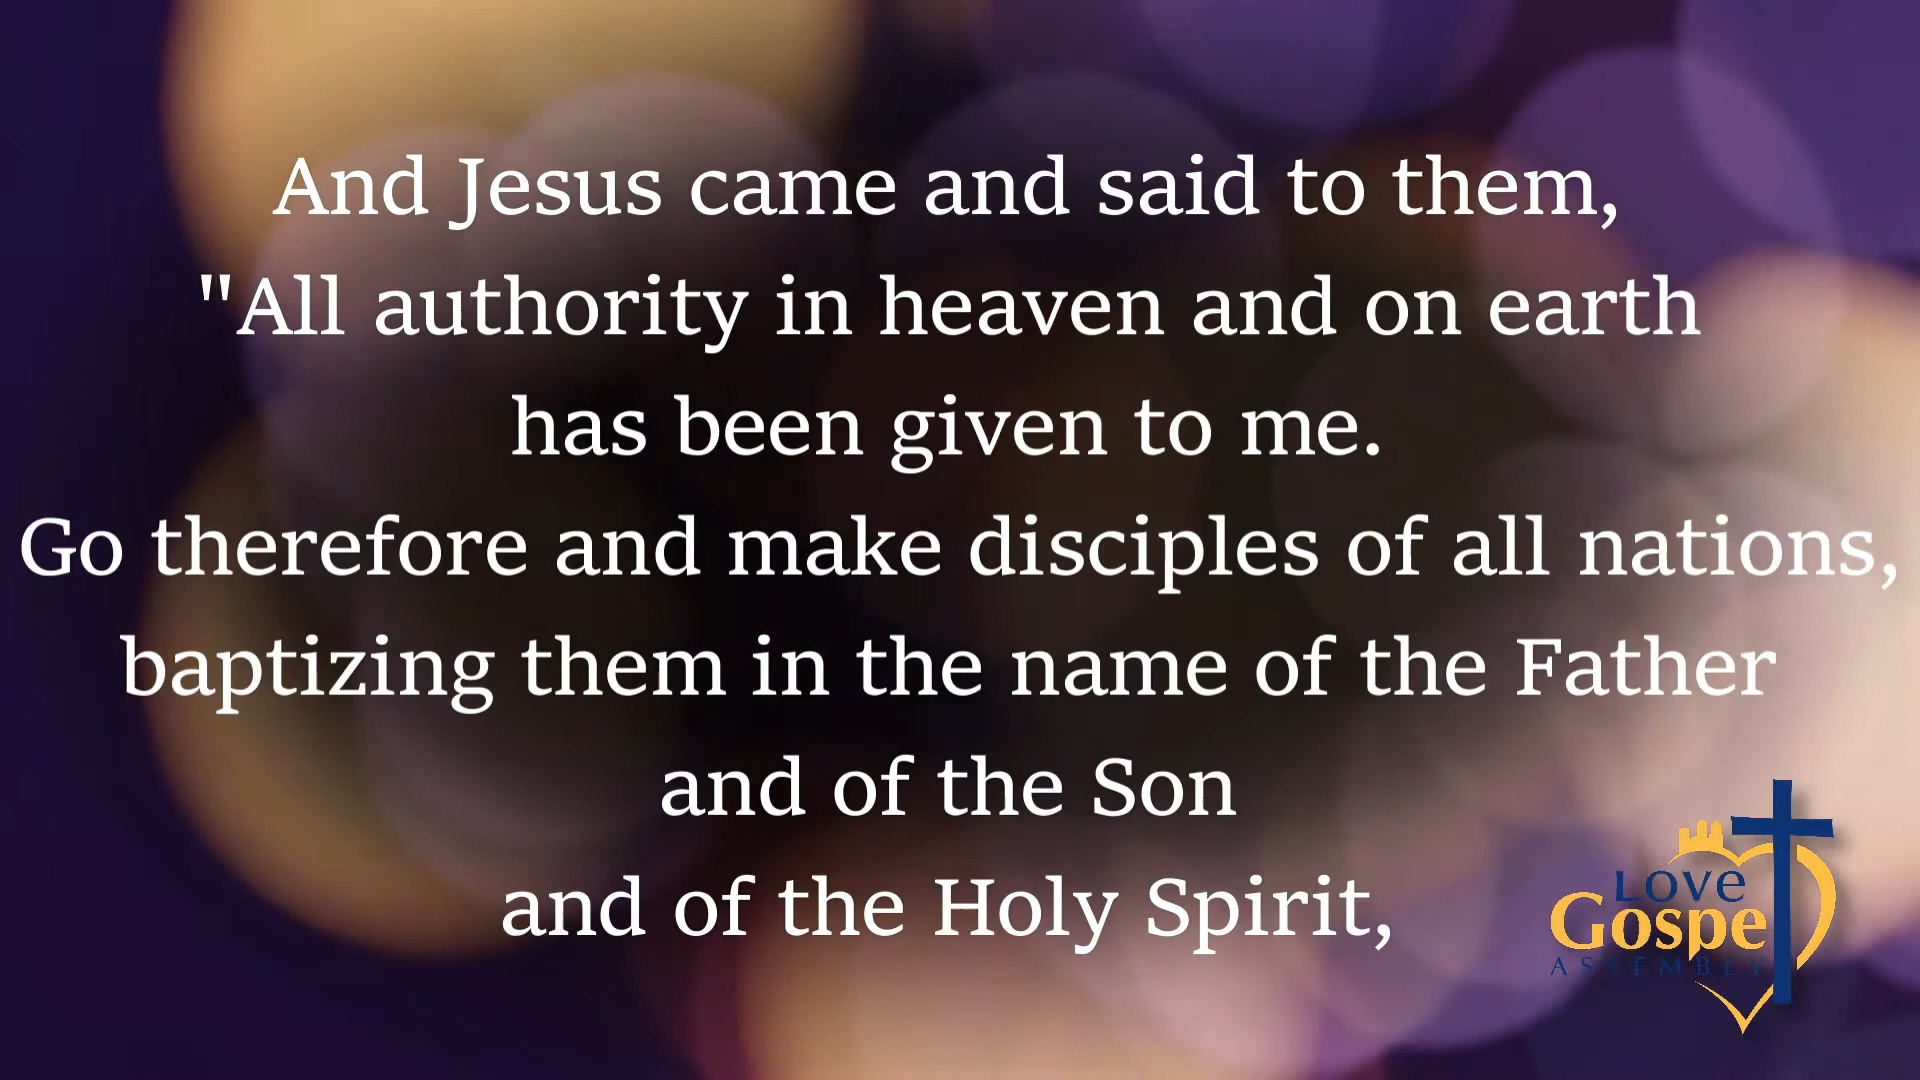 And Jesus came and said to them,
"All authority in heaven and on earth
has been given to me.
Go therefore and make disciples of all nations,
baptizing them in the name of the Father
and of the Son
and of the Holy Spirit,
LOVE
Gospel
ASSEMBLY